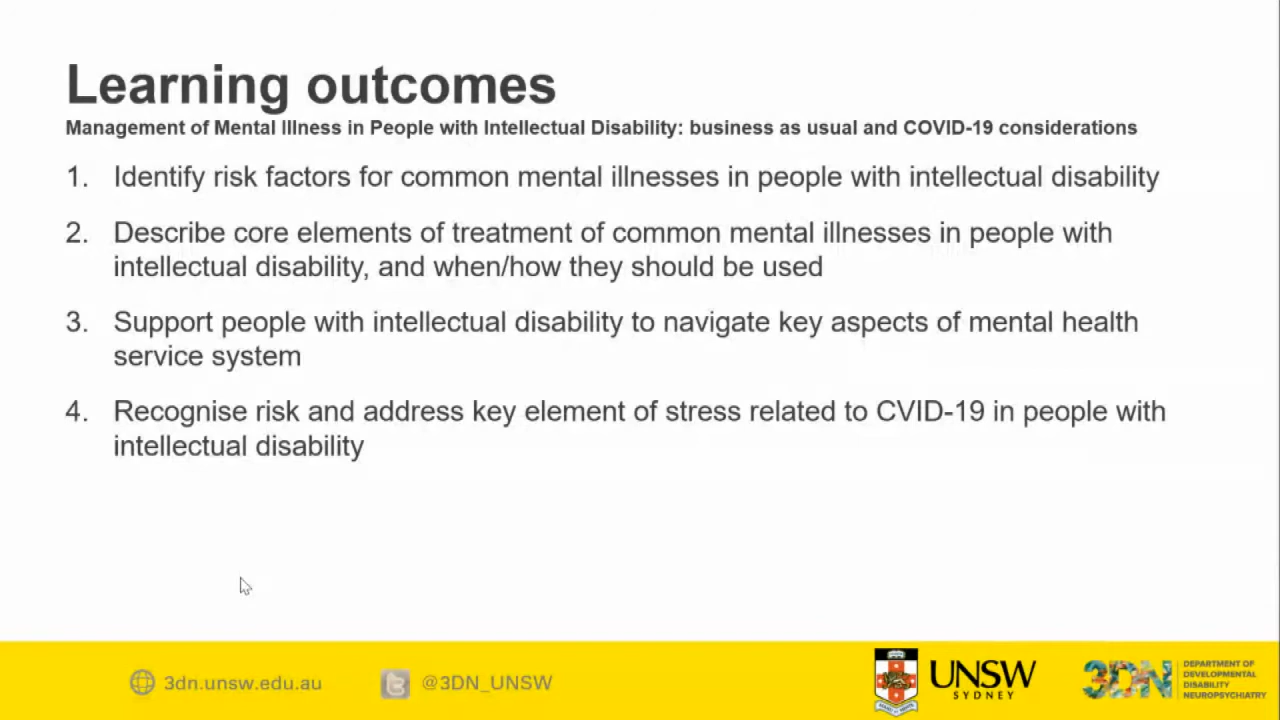 Learning outcomes
Management of Mental Illness in People with Intellectual Disability: business as usual and COVID-19 considerations
1. Identify risk factors for common mental illnesses in people with intellectual disability
2. Describe core elements of treatment of common mental illnesses in people with
intellectual disability, and when/how they should be used
3. Support people with intellectual disability to navigate key aspects of mental health
service system
4. Recognise risk and address key element of stress related to CVID-19 in people with
intellectual disability
3dn.unsw.edu.au
@3DN_UNSW
UNSW
SYDNEY
3DN
DEPARTMENT OF
DEVELOPMENTAL
DISABILITY
NEUROPSYCHIATRY